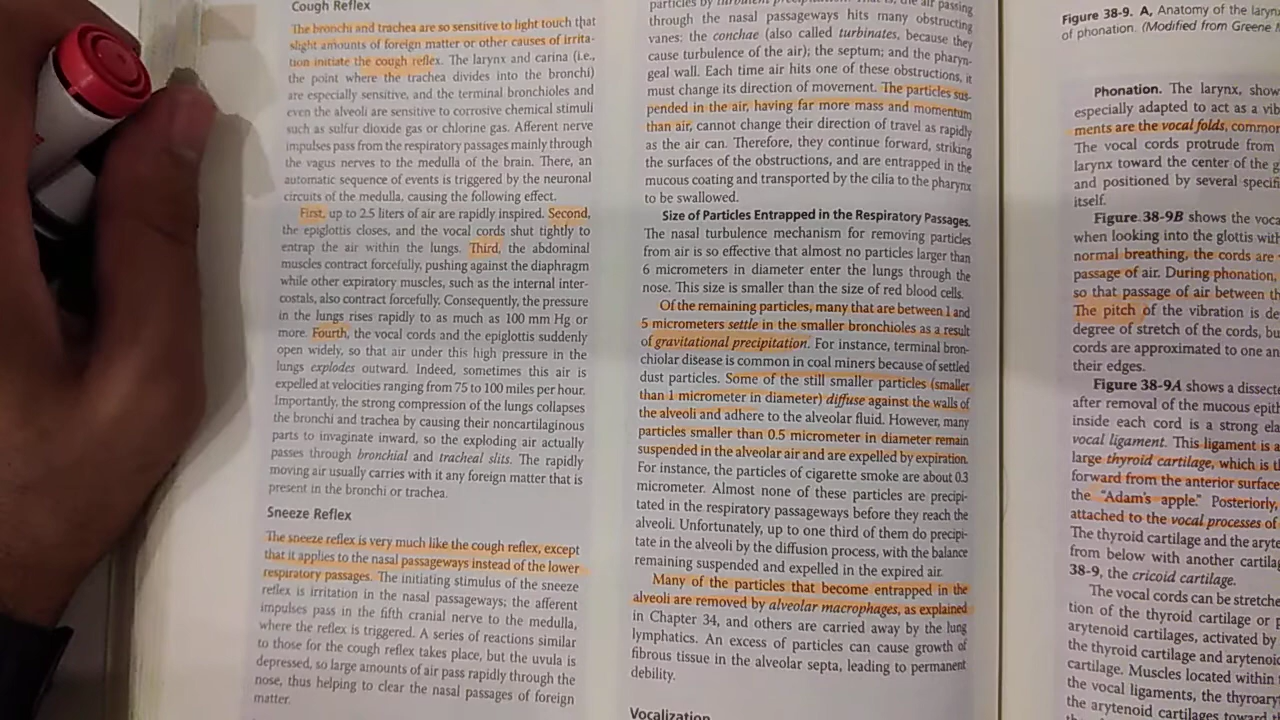 Cough Reflex
The bronchi and trachea are so sensitive to light touch that
slight amounts of foreign matter or other causes of irrita-
tion initiate the cough reflex. The larynx and carina (i.e.,
the point where the trachea divides into the bronchi)
are especially sensitive, and the terminal bronchioles and
even the alveoli are sensitive to corrosive chemical stimuli
such as sulfur dioxide gas or chlorine gas. Afferent nerve
impulses pass from the respiratory passages mainly through
the vagus nerves to the medulla of the brain. There, an
automatic sequence of events is triggered by the neuronal
circuits of the medulla, causing the following effect.
First, up to 2.5 liters of air are rapidly inspired. Second,
the epiglottis closes, and the vocal cords shut tightly to
entrap the air within the lungs. Third, the abdominal
muscles contract forcefully, pushing against the diaphragm
while other expiratory muscles, such as the internal inter-
costals, also contract forcefully. Consequently, the pressure
in the lungs rises rapidly to as much as 100 mm Hg or
more. Fourth, the vocal cords and the epiglottis suddenly
open widely, so that air under this high pressure in the
lungs explodes outward. Indeed, sometimes this air is
expelled at velocities ranging from 75 to 100 miles per hour.
Importantly, the strong compression of the lungs collapses
the bronchi and trachea by causing their noncartilaginous
parts to invaginate inward, so the exploding air actually
passes through bronchial and tracheal slits. The rapidly
moving air usually carries with it any foreign matter that is
present in the bronchi or trachea.
Sneeze Reflex
The sneeze reflex is very much like the cough reflex, except
that it applies to the nasal passageways instead of the lower
respiratory passages. The initiating stimulus of the sneeze
reflex is irritation in the nasal passageways; the afferent
impulses pass in the fifth cranial nerve to the medulla,
where the reflex is triggered. A series of reactions similar
to those for the cough reflex takes place, but the uvula is
depressed, so large amounts of air pass rapidly through the
nose, thus helping to clear the nasal passages of foreign
matter.
particles by the air passing
through the nasal passageways hits many obstructing
vanes: the conchae (also called turbinates, because they
cause turbulence of the air); the septum; and the pharyn-
geal wall. Each time air hits one of these obstructions, it
must change its direction of movement. The particles sus-
pended in the air, having far more mass and momentum
than air, cannot change their direction of travel as rapidly
as the air can. Therefore, they continue forward, striking
the surfaces of the obstructions, and are entrapped in the
mucous coating and transported by the cilia to the pharynx
to be swallowed.
Size of Particles Entrapped in the Respiratory Passages.
The nasal turbulence mechanism for removing particles
from air is so effective that almost no particles larger than
6 micrometers in diameter enter the lungs through the
nose. This size is smaller than the size of red blood cells.
Of the remaining particles, many that are between 1 and
5 micrometers settle in the smaller bronchioles as a result
of gravitational precipitation. For instance, terminal bron-
chiolar disease is common in coal miners because of settled
dust particles. Some of the still smaller particles (smaller
than 1 micrometer in diameter) diffuse against the walls of
the alveoli and adhere to the alveolar fluid. However, many
particles smaller than 0.5 micrometer in diameter remain
suspended in the alveolar air and are expelled by expiration.
For instance, the particles of cigarette smoke are about 0.3
micrometer. Almost none of these particles are precipi-
tated in the respiratory passageways before they reach the
alveoli. Unfortunately, up to one third of them do precipi-
tate in the alveoli by the diffusion process, with the balance
remaining suspended and expelled in the expired air.
Many of the particles that become entrapped in the
alveoli are removed by alveolar macrophages, as explained
in Chapter 34, and others are carried away by the lung
lymphatics. An excess of particles can cause growth of
fibrous tissue in the alveolar septa, leading to permanent
debility.
Vocalization
Figure 38-9. A, Anatomy of the laryn
of phonation. (Modified from Greene
Phonation. The larynx, show
especially adapted to act as a vib
ments are the vocal folds, common
The vocal cords protrude from
larynx toward the center of the g
and positioned by several specif
itself.
Figure 38-9B shows the voca
when looking into the glottis with
normal breathing, the cords are
passage of air. During phonation,
so that passage of air between th
The pitch of the vibration is de
degree of stretch of the cords, bu
cords are approximated to one an
their edges.
Figure 38-9A shows a dissect
after removal of the mucous epith
inside each cord is a strong ela
vocal ligament. This ligament is a
large thyroid cartilage, which is th
forward from the anterior surface
the "Adam's apple." Posteriorly,
attached to the vocal processes of
The thyroid cartilage and the aryte
from below with another cartilag
38-9, the cricoid cartilage.
The vocal cords can be stretche
tion of the thyroid cartilage or p
arytenoid cartilages, activated by
the thyroid cartilage and arytenoi
cartilage. Muscles located within
the vocal ligaments, the thyroary
the arytenoid cartilages toward